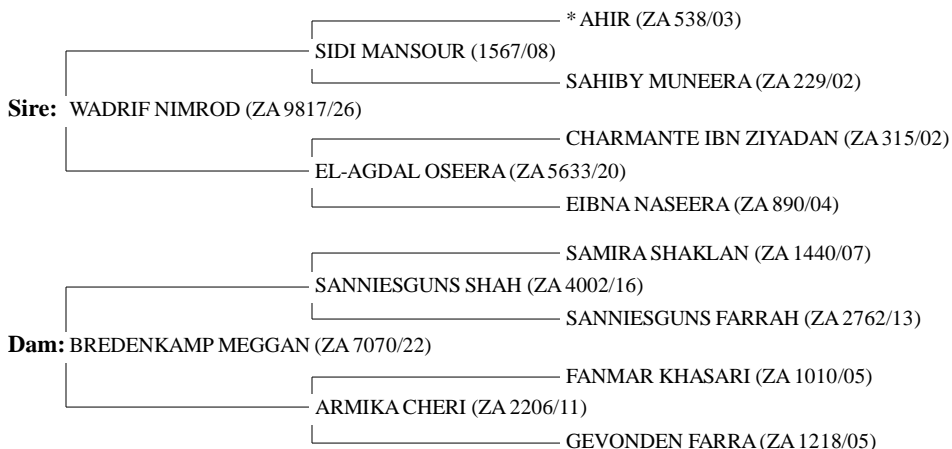 * AHIR (ZA 538/03)
SIDI MANSOUR (1567/08)
SAHIBY MUNEERA (ZA 229/02)
Sire: WADRIF NIMROD (ZA 9817/26)
CHARMANTE IBN ZIYADAN (ZA 315/02)
EL-AGDAL OSEERA (ZA 5633/20)
EIBNA NASEERA (ZA 890/04)
SAMIRA SHAKLAN (ZA 1440/07)
SANNIESGUNS SHAH (ZA 4002/16)
SANNIESGUNS FARRAH (ZA 2762/13)
Dam: BREDENKAMP MEGGAN (ZA 7070/22)
FANMAR KHASARI (ZA 1010/05)
ARMIKA CHERI (ZA 2206/11)
GEVONDEN FARRA (ZA 1218/05)